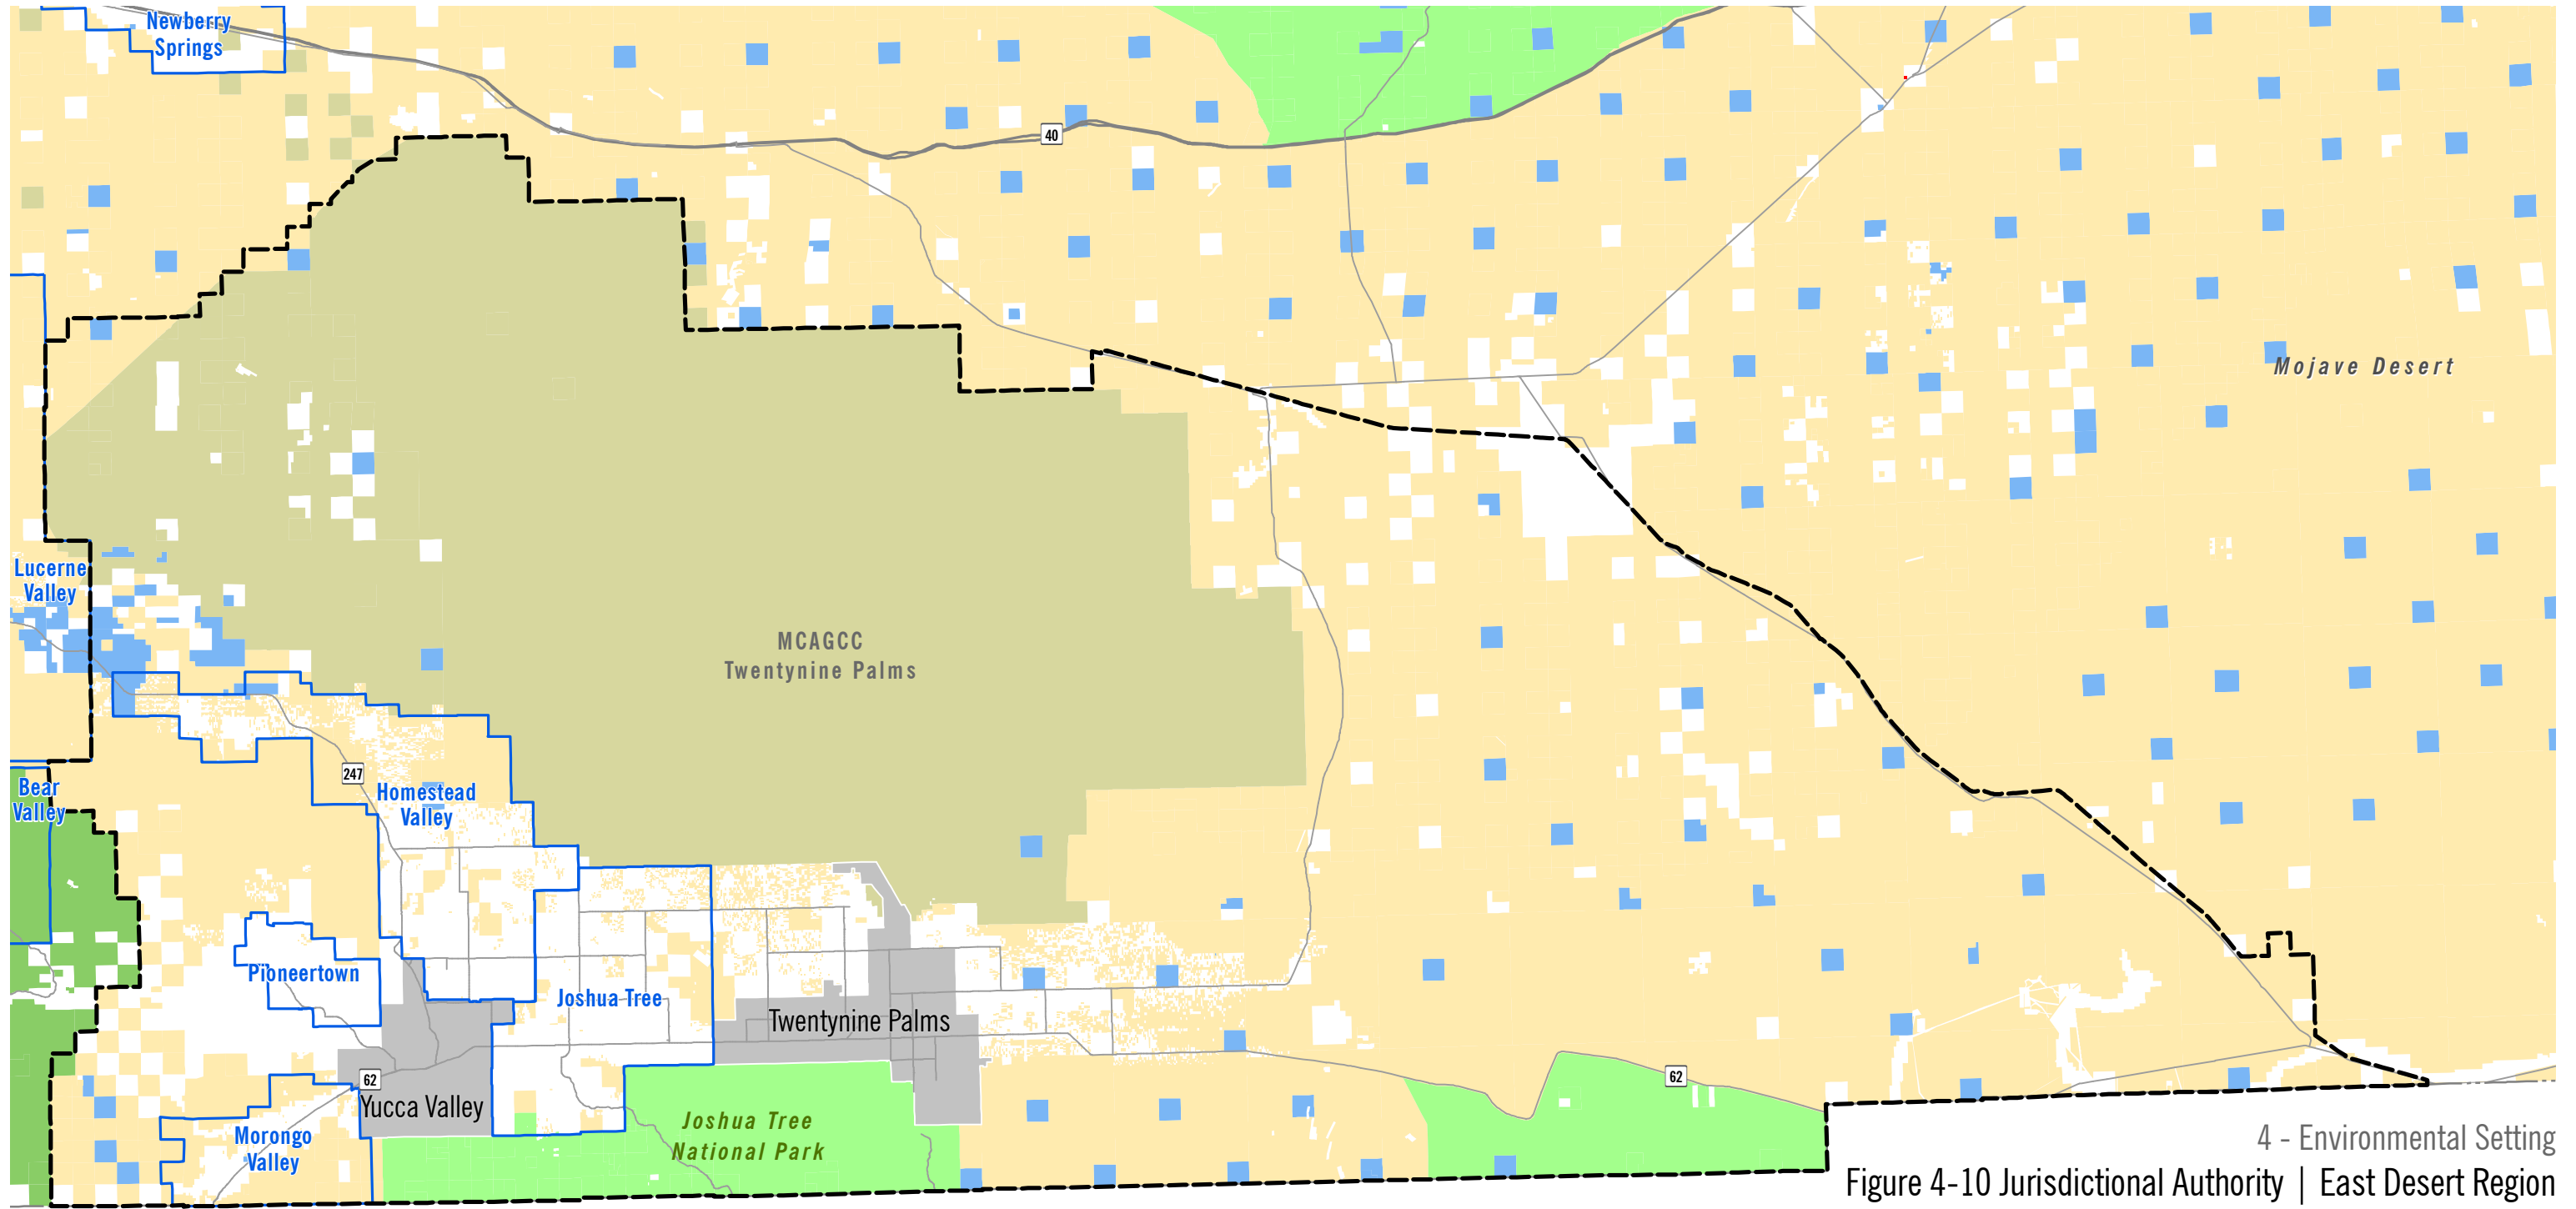 Newberry
Springs
40
Mojave Desert
Lucerne
Valley
MCAGCC
Twentynine Palms
247
Bear
Valley
Homestead
Valley
Pioneertown
Joshua Tree
Twentynine Palms
62
62
Yucca Valley
Joshua Tree
National Park
Morongo
Valley
4 - Environmental Setting
Figure 4-10 Jurisdictional Authority | East Desert Region